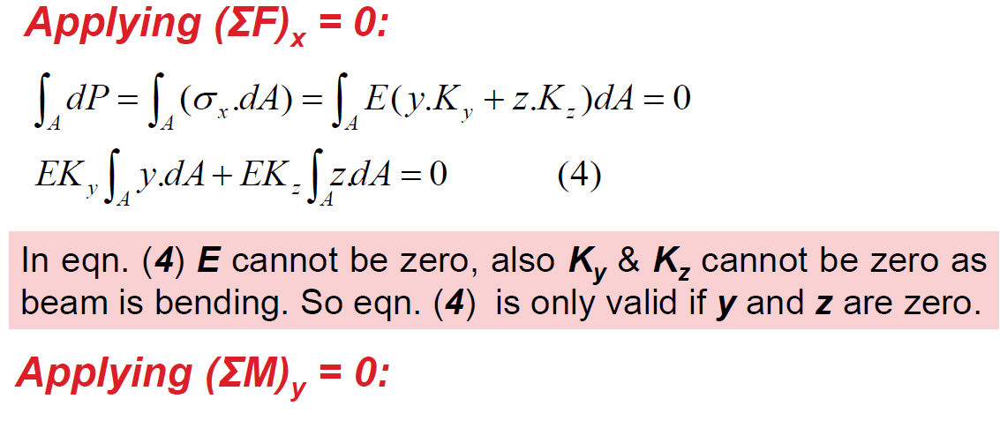 Applying (ΣF)x = 0:
∫A dP = ∫A (σx.dA) = ∫A E(y.Ky + z.Kz)dA = 0
EKy ∫A y.dA + EKz ∫A z.dA = 0 (4)
In eqn. (4) E cannot be zero, also Ky & Kz cannot be zero as
beam is bending. So eqn. (4) is only valid if y and z are zero.
Applying (ΣM)y = 0: